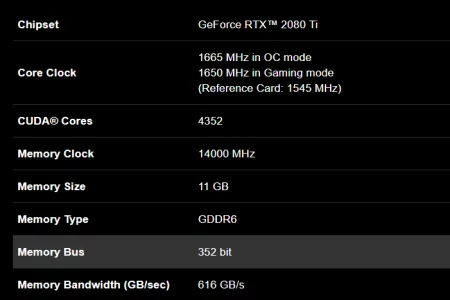 Chipset GeForce RTX™ 2080 Ti
Core Clock 1665 MHz in OC mode
1650 MHz in Gaming mode
(Reference Card: 1545 MHz)
CUDA® Cores 4352
Memory Clock 14000 MHz
Memory Size 11 GB
Memory Type GDDR6
Memory Bus 352 bit
Memory Bandwidth (GB/sec) 616 GB/s